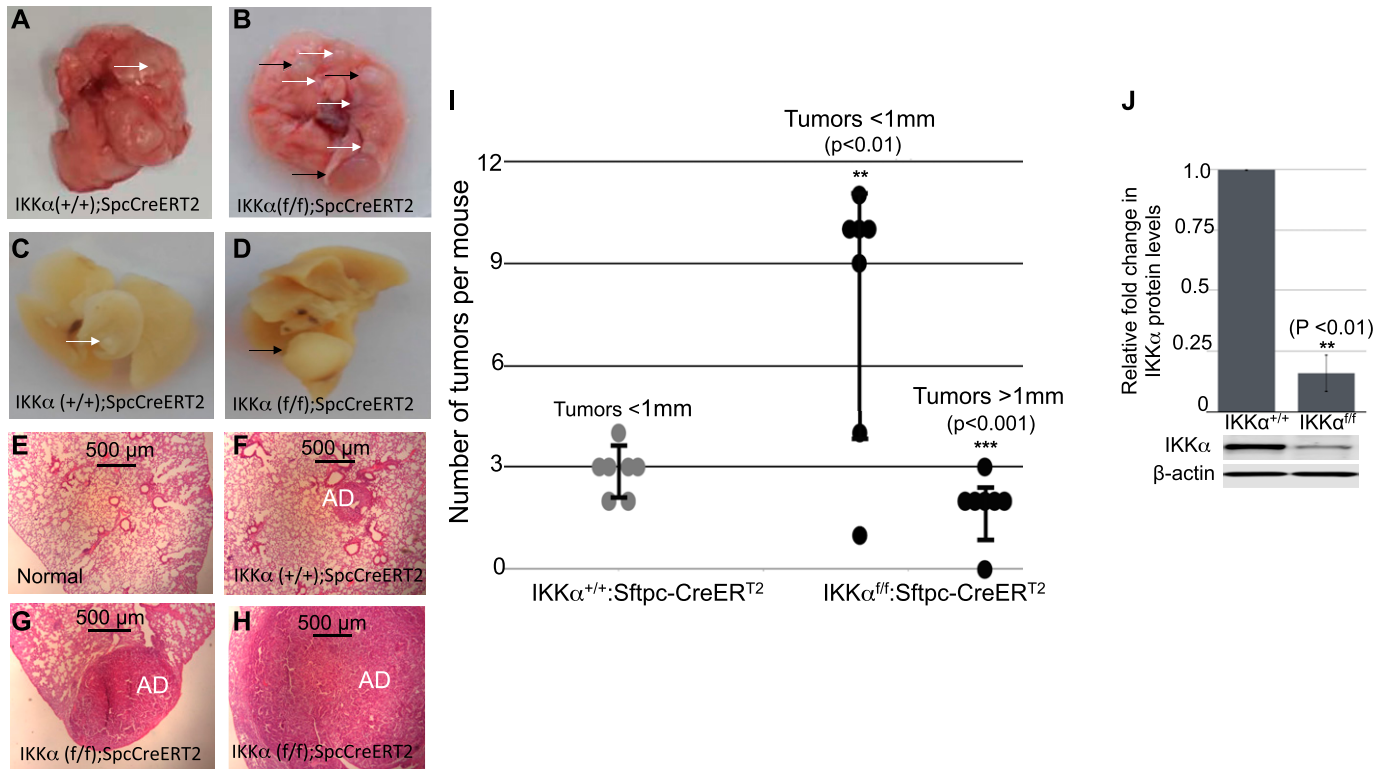 A
IKKα(+/+);SpcCreERT2
B
IKKα(f/f);SpcCreERT2
C
IKKα (+/+);SpcCreERT2
D
IKKα (f/f);SpcCreERT2
E
500 µm
Normal
F
500 µm
AD
IKKα (+/+);SpcCreERT2
G
500 µm
AD
IKKα (f/f);SpcCreERT2
H
500 µm
AD
IKKα (f/f);SpcCreERT2
I
Number of tumors per mouse
12
9
6
3
0
Tumors <1mm
Tumors <1mm
(p<0.01)
**
Tumors >1mm
(p<0.001)
***
IKKα+/+:Sftpc-CreERT2
IKKαf/f:Sftpc-CreERT2
J
Relative fold change in
IKKα protein levels
1.0
0.75
0.5
0.25
0
(P <0.01)
**
IKKα+/+
IKKαf/f
IKKα
β-actin